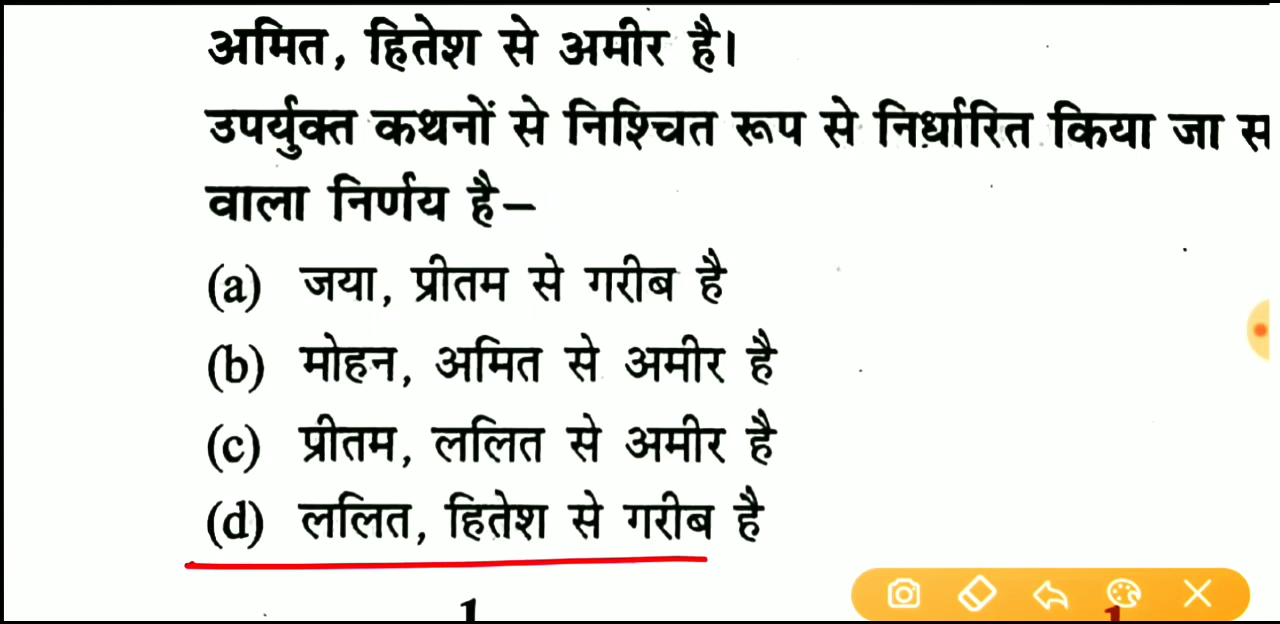 अमित, हितेश से अमीर है।
उपर्युक्त कथनों से निश्चित रूप से निर्धारित किया जा स
वाला निर्णय है–
(a) जया, प्रीतम से गरीब है
(b) मोहन, अमित से अमीर है
(c) प्रीतम, ललित से अमीर है
(d) ललित, हितेश से गरीब है